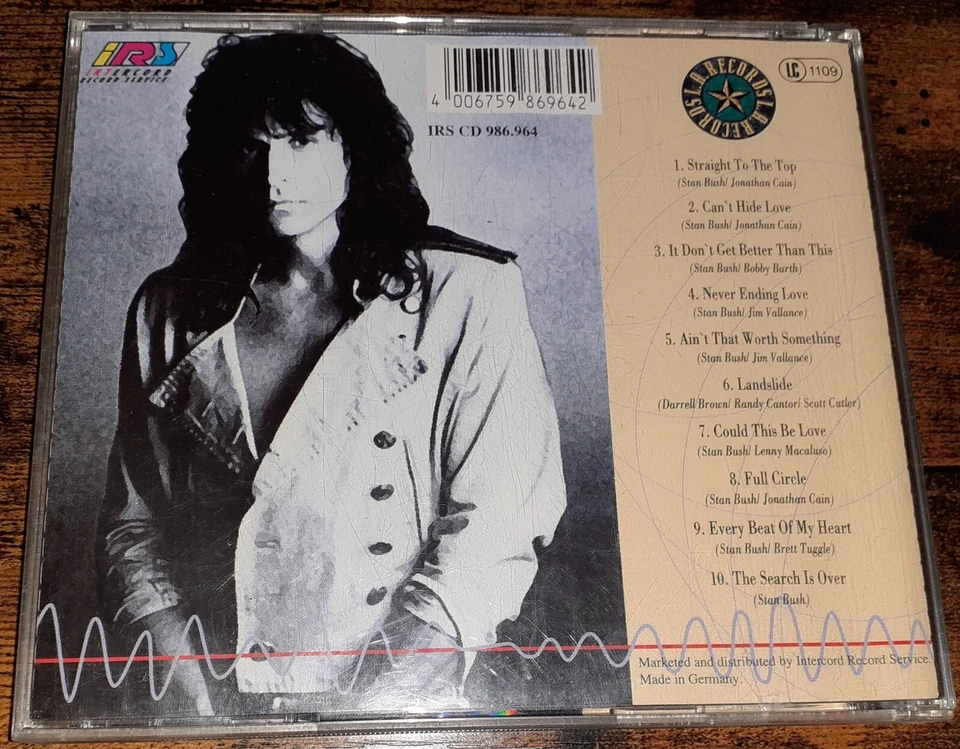 iRS
INTERCORD
RECORD SERVICE
4 006759 869642
IRS CD 986.964
L.A. RECORDS L.A. RECORDS
LC 1109
1. Straight To The Top
(Stan Bush/ Jonathan Cain)
2. Can`t Hide Love
(Stan Bush/ Jonathan Cain)
3. It Don`t Get Better Than This
(Stan Bush/ Bobby Barth)
4. Never Ending Love
(Stan Bush/ Jim Vallance)
5. Ain`t That Worth Something
(Stan Bush/ Jim Vallance)
6. Landslide
(Darrell Brown/ Randy Cantor/ Scott Cutler)
7. Could This Be Love
(Stan Bush/ Lenny Macaluso)
8. Full Circle
(Stan Bush/ Jonathan Cain)
9. Every Beat Of My Heart
(Stan Bush/ Brett Tuggle)
10. The Search Is Over
(Stan Bush)
Marketed and distributed by Intercord Record Service.
Made in Germany.